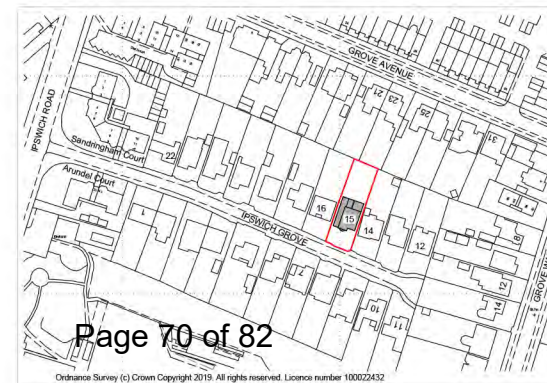 GROVE AVENUE
IPSWICH ROAD
21
23
25
31
Sandringham Court
22
Arundel Court
1
16
15
14
IPSWICH GROVE
12
18
7
10
11
12
14
Page 70 of 82
Ordnance Survey (c) Crown Copyright 2019. All rights reserved. Licence number 100022432